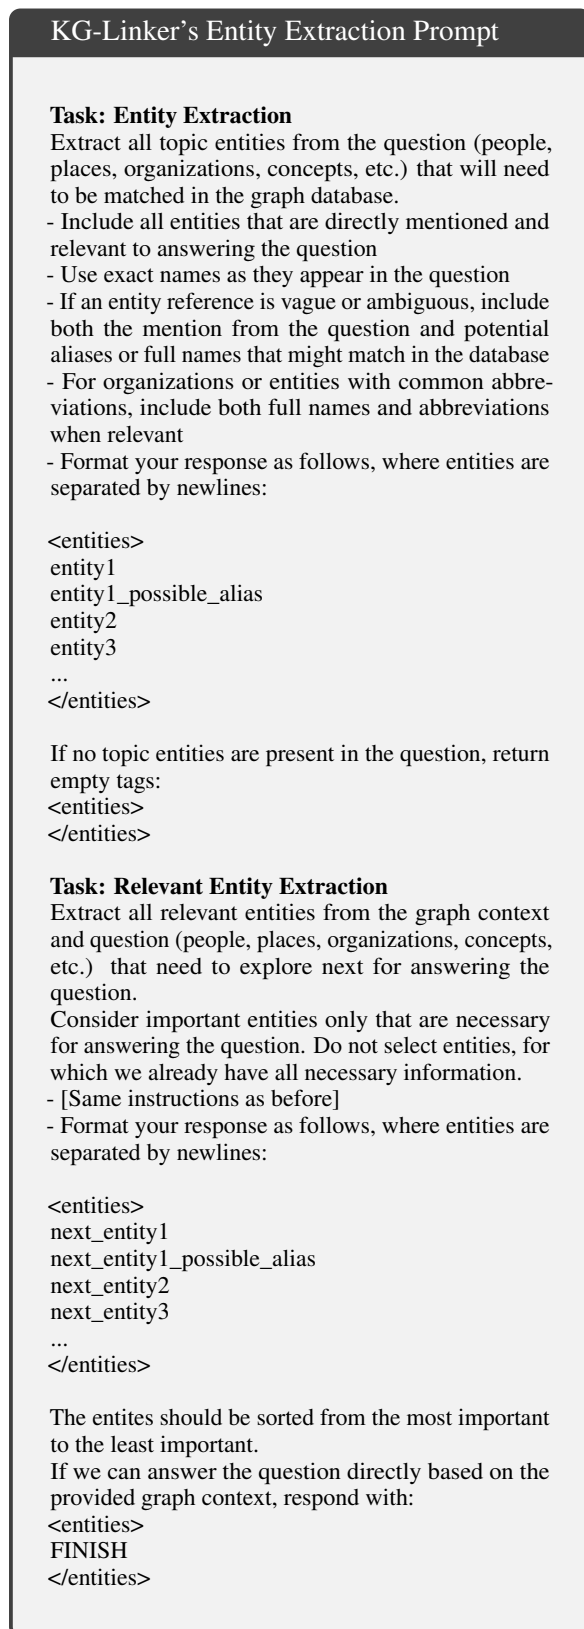 KG-Linker's Entity Extraction Prompt
Task: Entity Extraction
Extract all topic entities from the question (people,
places, organizations, concepts, etc.) that will need
to be matched in the graph database.
- Include all entities that are directly mentioned and
relevant to answering the question
- Use exact names as they appear in the question
- If an entity reference is vague or ambiguous, include
both the mention from the question and potential
aliases or full names that might match in the database
- For organizations or entities with common abbre-
viations, include both full names and abbreviations
when relevant
- Format your response as follows, where entities are
separated by newlines:
<entities>
entity1
entity1_possible_alias
entity2
entity3
...
</entities>
If no topic entities are present in the question, return
empty tags:
<entities>
</entities>
Task: Relevant Entity Extraction
Extract all relevant entities from the graph context
and question (people, places, organizations, concepts,
etc.) that need to explore next for answering the
question.
Consider important entities only that are necessary
for answering the question. Do not select entities, for
which we already have all necessary information.
- [Same instructions as before]
- Format your response as follows, where entities are
separated by newlines:
<entities>
next_entity1
next_entity1_possible_alias
next_entity2
next_entity3
...
</entities>
The entites should be sorted from the most important
to the least important.
If we can answer the question directly based on the
provided graph context, respond with:
<entities>
FINISH
</entities>